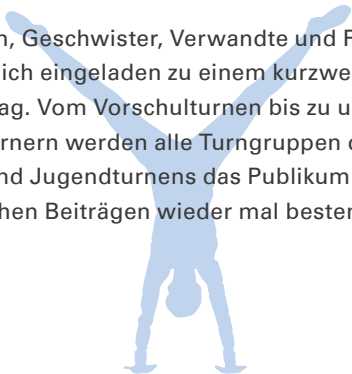 n, Geschwister, Verwandte und F
ich eingeladen zu einem kurzwe
ag. Vom Vorschulturnen bis zu u
rnern werden alle Turngruppen
nd Jugendturnens das Publikum
hen Beiträgen wieder mal bester